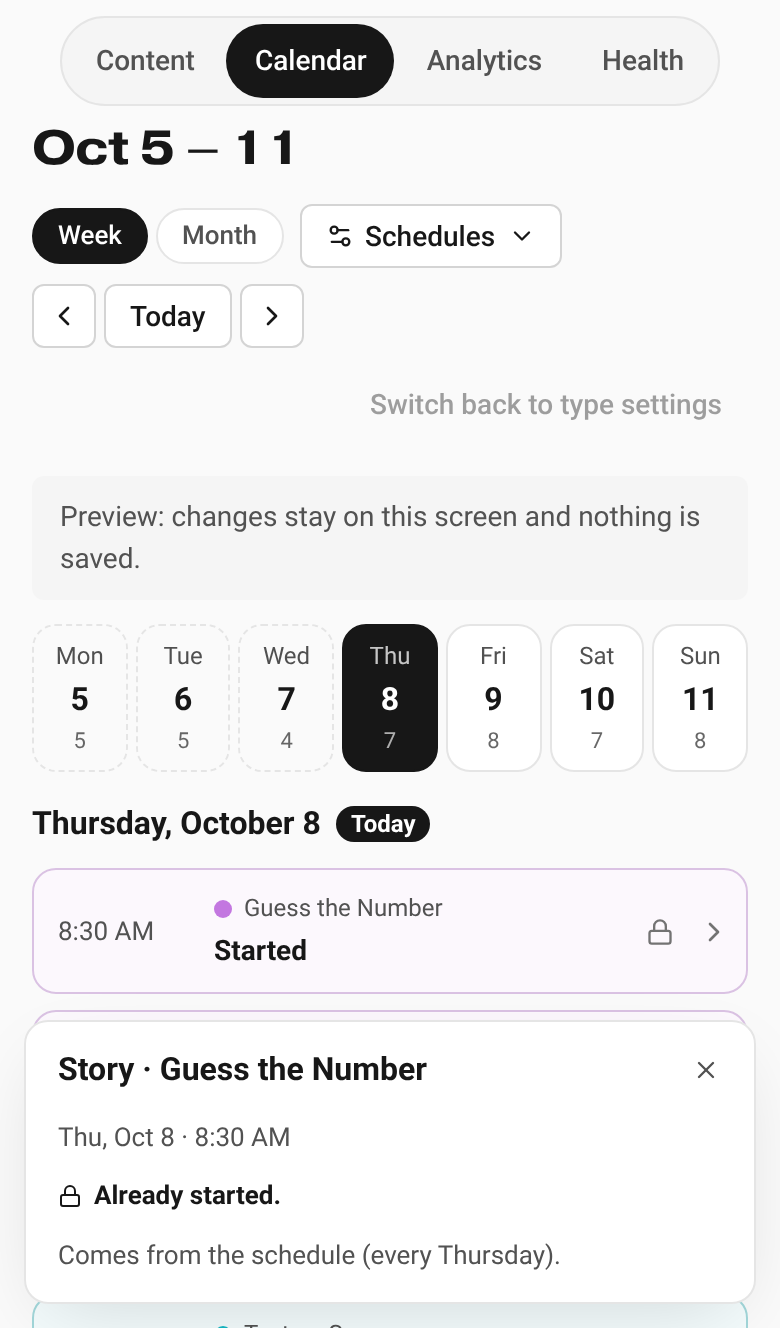 Content Calendar Analytics Health
Oct 5 – 11
Week Month Schedules
Today
Switch back to type settings
Preview: changes stay on this screen and nothing is
saved.
Mon Tue Wed Thu Fri Sat Sun
5 6 7 8 9 10 11
5 5 4 7 8 7 8
Thursday, October 8 Today
Guess the Number
8:30 AM
Started
Story · Guess the Number
Thu, Oct 8 · 8:30 AM
Already started.
Comes from the schedule (every Thursday).